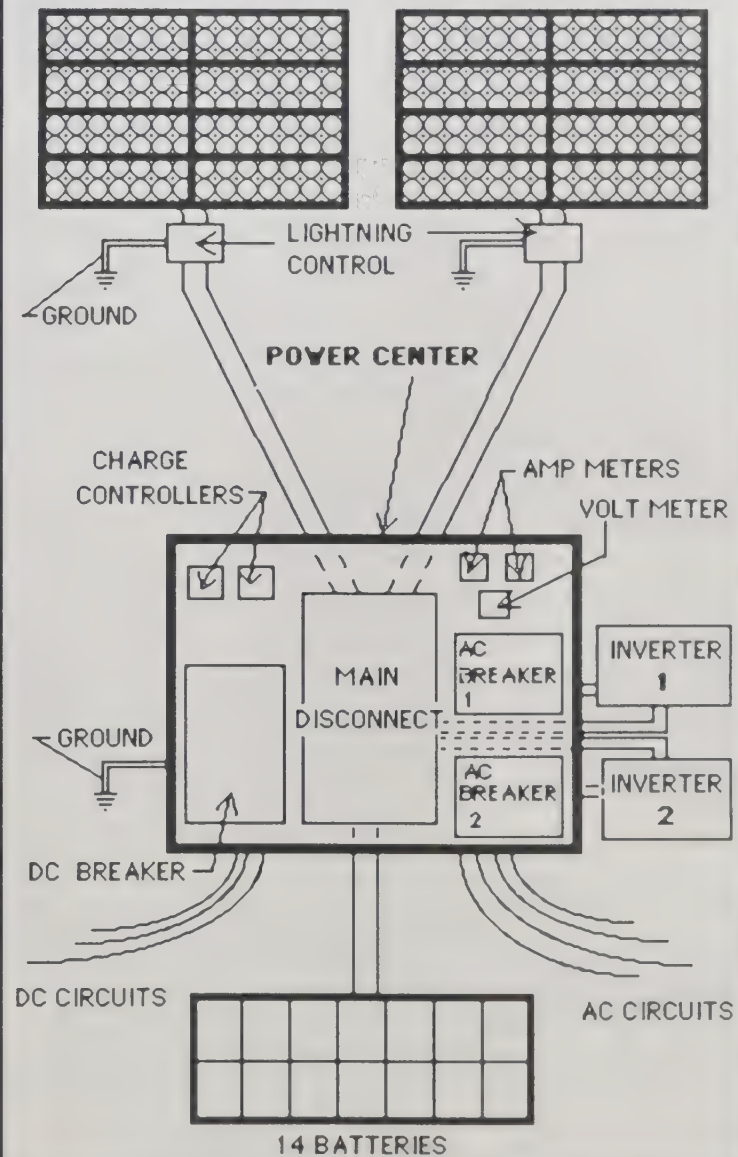 LIGHTNING
CONTROL
GROUND
POWER CENTER
CHARGE
CONTROLLERS
AMP METERS
VOLT METER
AC
BREAKER
1
MAIN
DISCONNECT
INVERTER
1
GROUND
AC
BREAKER
2
INVERTER
2
DC BREAKER
DC CIRCUITS
AC CIRCUITS
14 BATTERIES